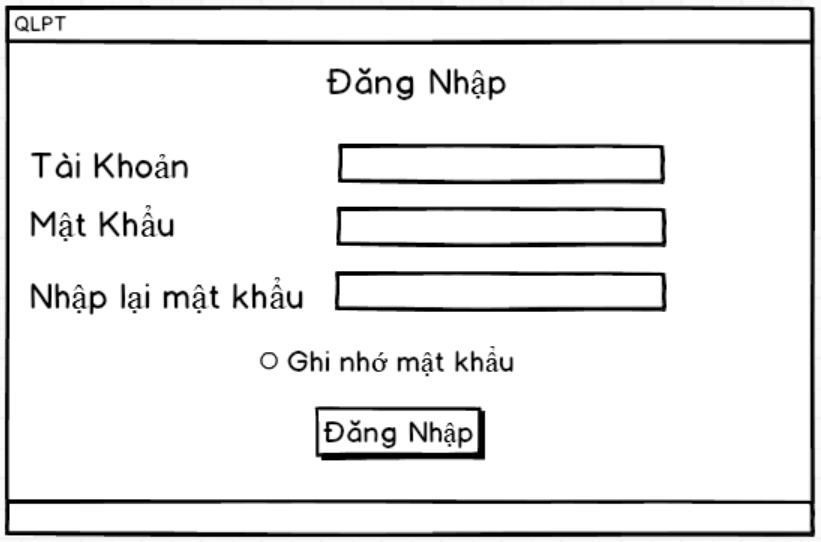 QLPT
Đăng Nhập
Tài Khoản
Mật Khẩu
Nhập lại mật khẩu
Ghi nhớ mật khẩu
Đăng Nhập